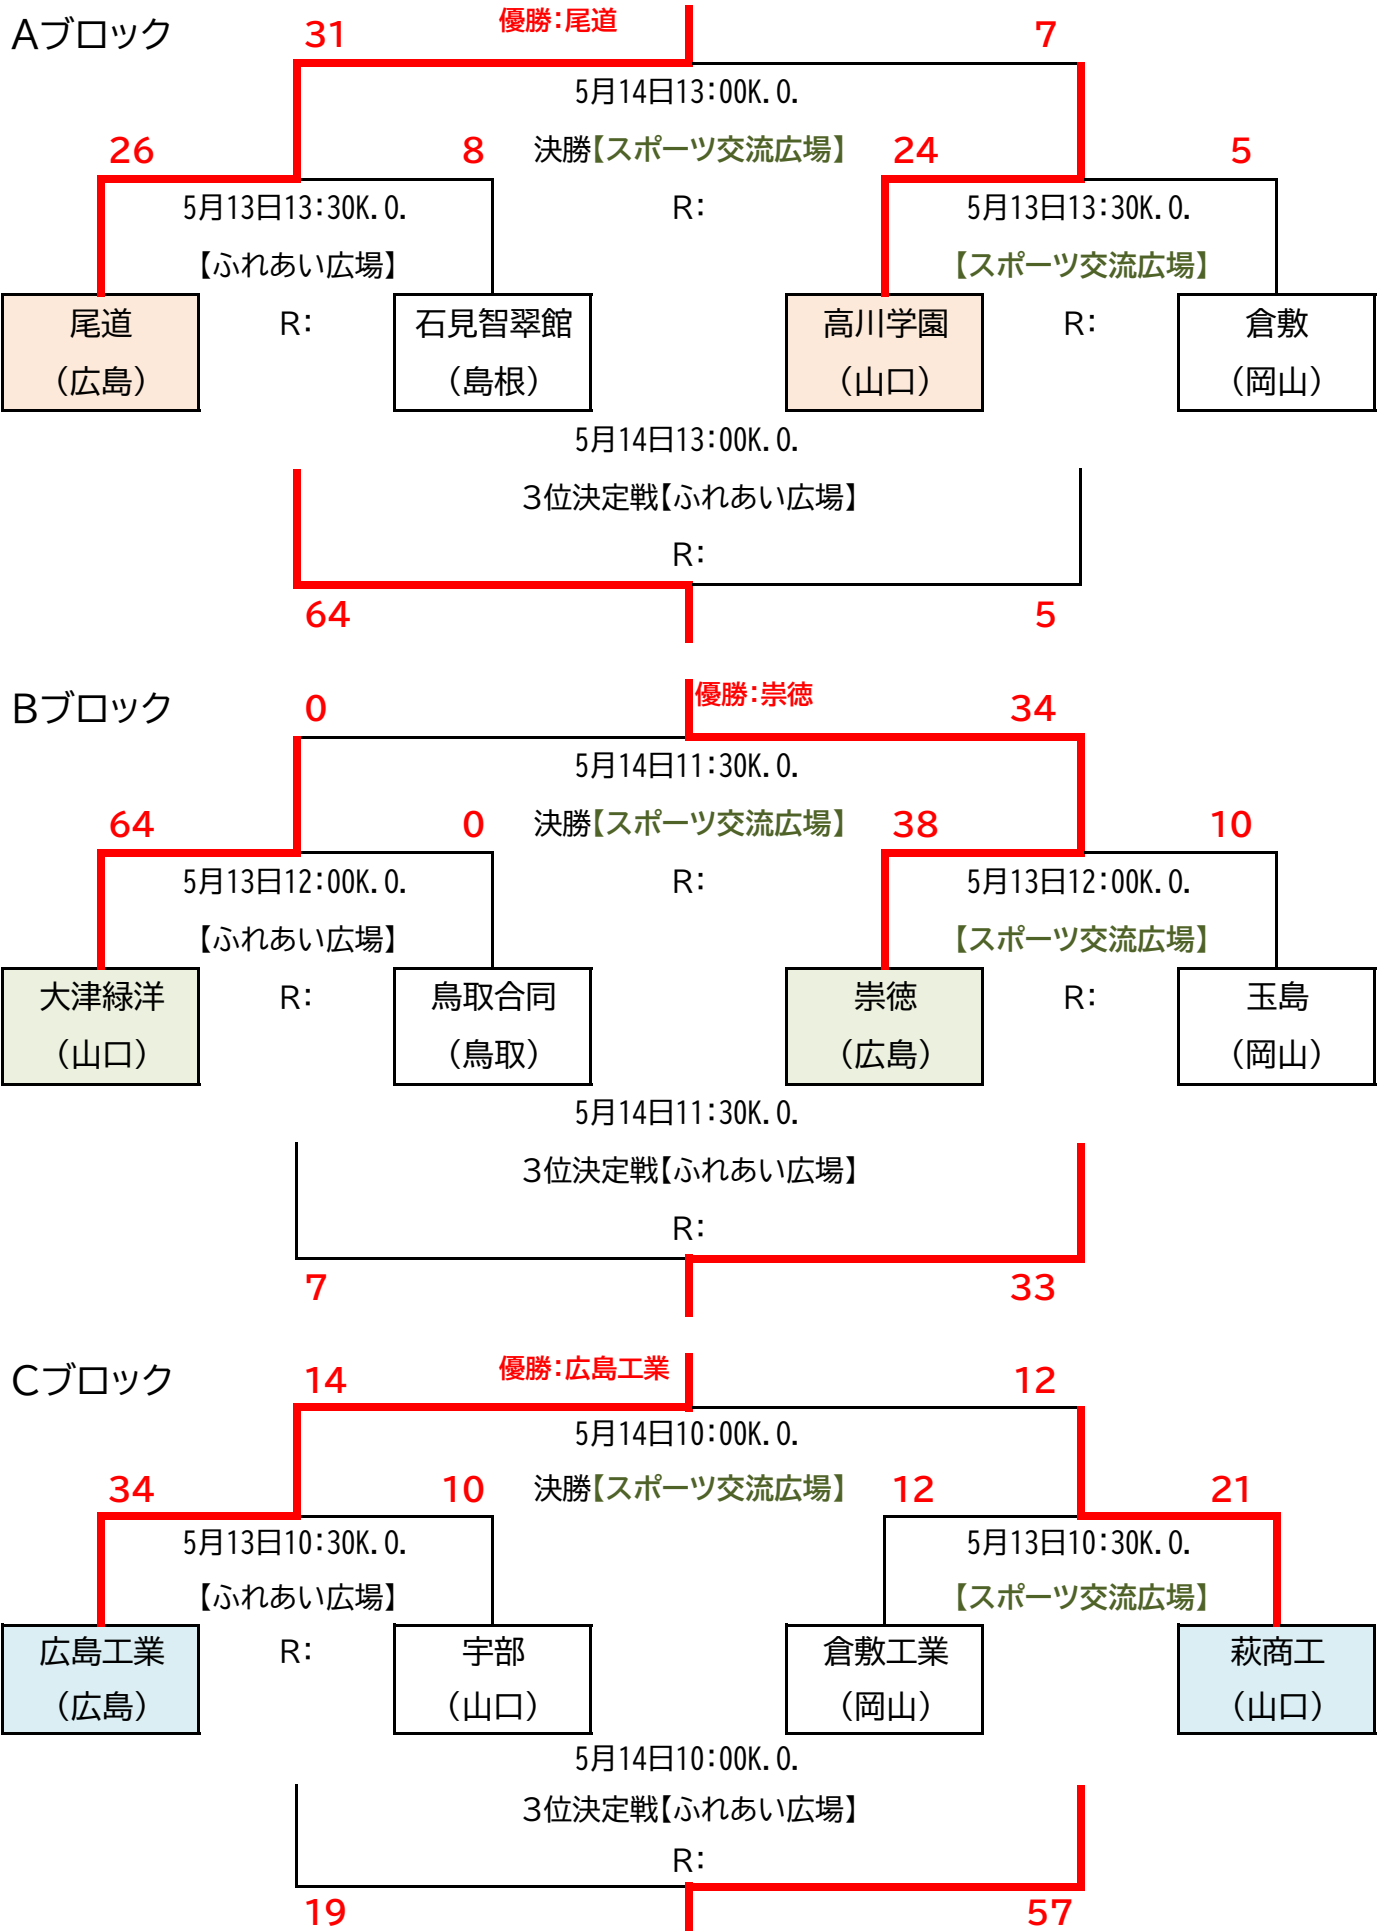 Aブロック
31
優勝：尾道
7
5月14日13：00K.O.
26
8
決勝【スポーツ交流広場】
24
5
5月13日13：30K.O.
R：
5月13日13：30K.O.
【ふれあい広場】
【スポーツ交流広場】
尾道
（広島）
R：
石見智翠館
（島根）
高川学園
（山口）
R：
倉敷
（岡山）
5月14日13：00K.O.
3位決定戦【ふれあい広場】
R：
64
5
Bブロック
0
優勝：崇徳
34
5月14日11：30K.O.
64
0
決勝【スポーツ交流広場】
38
10
5月13日12：00K.O.
R：
5月13日12：00K.O.
【ふれあい広場】
【スポーツ交流広場】
大津緑洋
（山口）
R：
鳥取合同
（鳥取）
崇徳
（広島）
R：
玉島
（岡山）
5月14日11：30K.O.
3位決定戦【ふれあい広場】
R：
7
33
Cブロック
14
優勝：広島工業
12
5月14日10：00K.O.
34
10
決勝【スポーツ交流広場】
12
21
5月13日10：30K.O.
5月13日10：30K.O.
【ふれあい広場】
【スポーツ交流広場】
広島工業
（広島）
R：
宇部
（山口）
倉敷工業
（岡山）
萩商工
（山口）
5月14日10：00K.O.
3位決定戦【ふれあい広場】
R：
19
57